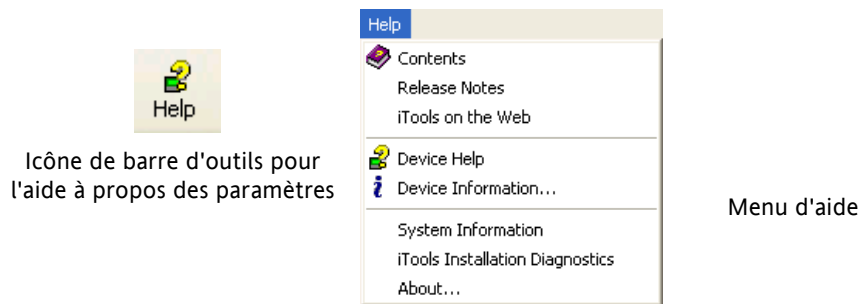 Help
Icône de barre d'outils pour
l'aide à propos des paramètres
Help
Contents
Release Notes
iTools on the Web
Device Help
Device Information...
System Information
iTools Installation Diagnostics
About...
Menu d'aide